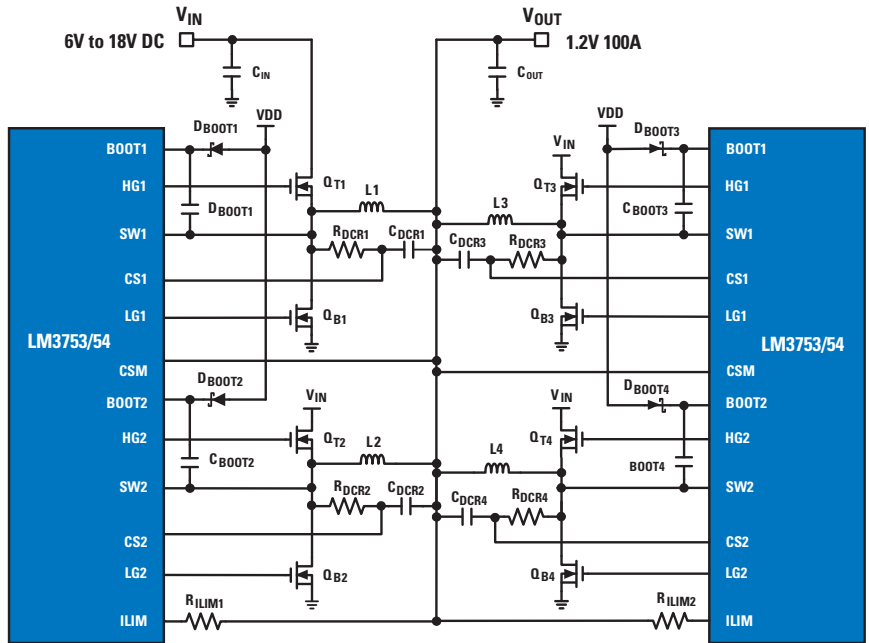 VIN
6V to 18V DC
VOUT
1.2V 100A
CIN
COUT
VDD
DBOOT1
BOOT1
HG1
DBOOT1
SW1
CS1
LG1
LM3753/54
CSM
DBOOT2
BOOT2
HG2
CBOOT2
SW2
CS2
LG2
ILIM
RILIM1
QT1
L1
RDCR1
CDCR1
QB1
VIN
QT2
L2
RDCR2
CDCR2
QB2
VDD
DBOOT3
VIN
QT3
L3
CDCR3
RDCR3
CBOOT3
QB3
DBOOT4
VIN
QT4
L4
CDCR4
RDCR4
BOOT4
QB4
RILIM2
BOOT1
HG1
SW1
CS1
LG1
LM3753/54
CSM
BOOT2
HG2
SW2
CS2
LG2
ILIM